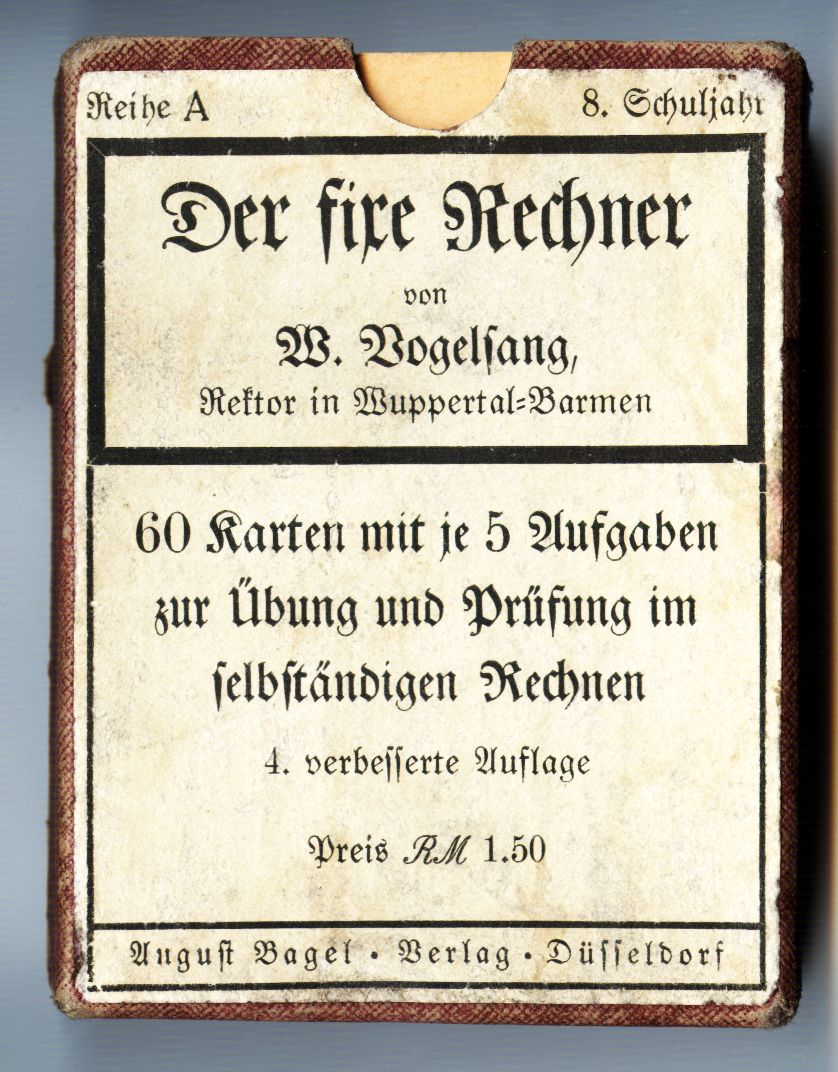 Reihe A 8. Schuljahr
Der fixe Rechner
von
W. Vogelsang,
Rektor in Wuppertal-Barmen
60 Karten mit je 5 Aufgaben
zur Übung und Prüfung im
selbständigen Rechnen
4. verbesserte Auflage
Preis RM 1.50
August Bagel • Verlag • Düsseldorf